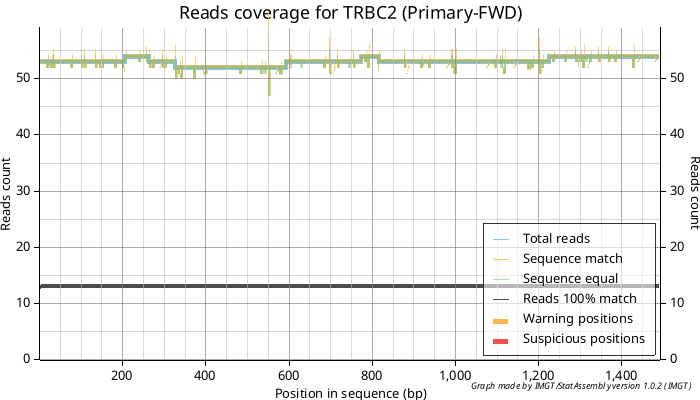 Reads coverage for TRBC2 (Primary-FWD)
50
40
30
20
10
0
Reads count
50
40
30
20
10
0
Reads count
Total reads
Sequence match
Sequence equal
Reads 100% match
Warning positions
Suspicious positions
200 400 600 800 1,000 1,200 1,400
Position in sequence (bp)
Graph made by IMGT/StatAssembly version 1.0.2 (IMGT)